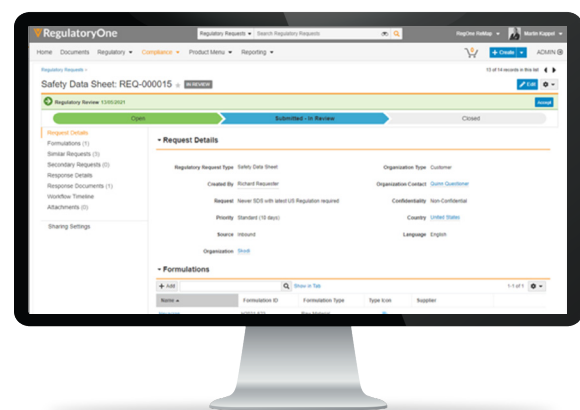 RegulatoryOne
Regulatory Requests Search Regulatory Requests
RegOne ReMap Martin Kappel
Home Documents Regulatory Compliance Product Menu Reporting
+ Create ADMIN
Regulatory Requests >
13 of 14 records in this list
Safety Data Sheet: REQ-000015 IN REVIEW
Edit
Regulatory Review 13/05/2021
Accept
Open Submitted - In Review Closed
Request Details
Formulations (1)
Similar Requests (3)
Secondary Requests (0)
Response Details
Response Documents (1)
Workflow Timeline
Attachments (0)
Sharing Settings
Request Details
Regulatory Request Type Safety Data Sheet
Organization Type Customer
Created By Richard Requester
Organization Contact Quinn Questioner
Request Newer SDS with latest US Regulation required
Confidentiality Non-Confidential
Priority Standard (10 days)
Country United States
Source Inbound
Language English
Organization
Formulations
+ Add
Show in Tab
1-1 of 1
Name Formulation ID Formulation Type Type Icon Supplier